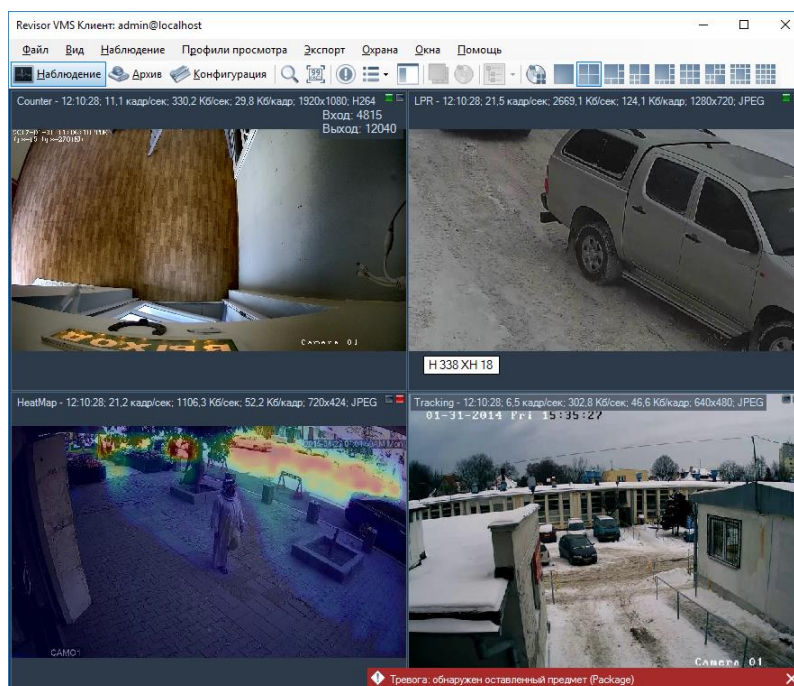 Revisor VMS Клиент: admin@localhost
Файл Вид Наблюдение Профили просмотра Экспорт Охрана Окна Помощь
Наблюдение Архив Конфигурация
Counter - 12:10:28; 11,1 кадр/сек; 330,2 Кб/сек; 29,8 Кб/кадр; 1920x1080; H264
Вход: 4815
Выход: 12040
Camera 01
ВЫХОД
LPR - 12:10:28; 21,5 кадр/сек; 2669,1 Кб/сек; 124,1 Кб/кадр; 1280x720; JPEG
H 338 XH 18
HeatMap - 12:10:28; 21,2 кадр/сек; 1106,3 Кб/сек; 52,2 Кб/кадр; 720x424; JPEG
CAM01
Tracking - 12:10:28; 6,5 кадр/сек; 302,8 Кб/сек; 46,6 Кб/кадр; 640x480; JPEG
01-31-2014 Fri 15:35:27
Camera 01
Тревога: обнаружен оставленный предмет (Package)